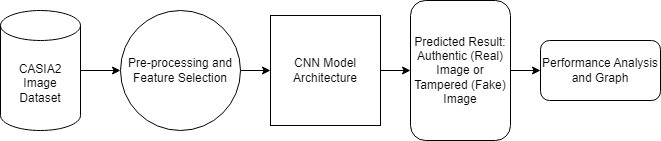 CASIA2
Image
Dataset
Pre-processing and
Feature Selection
CNN Model
Architecture
Predicted Result:
Authentic (Real)
Image or
Tampered (Fake)
Image
Performance Analysis
and Graph